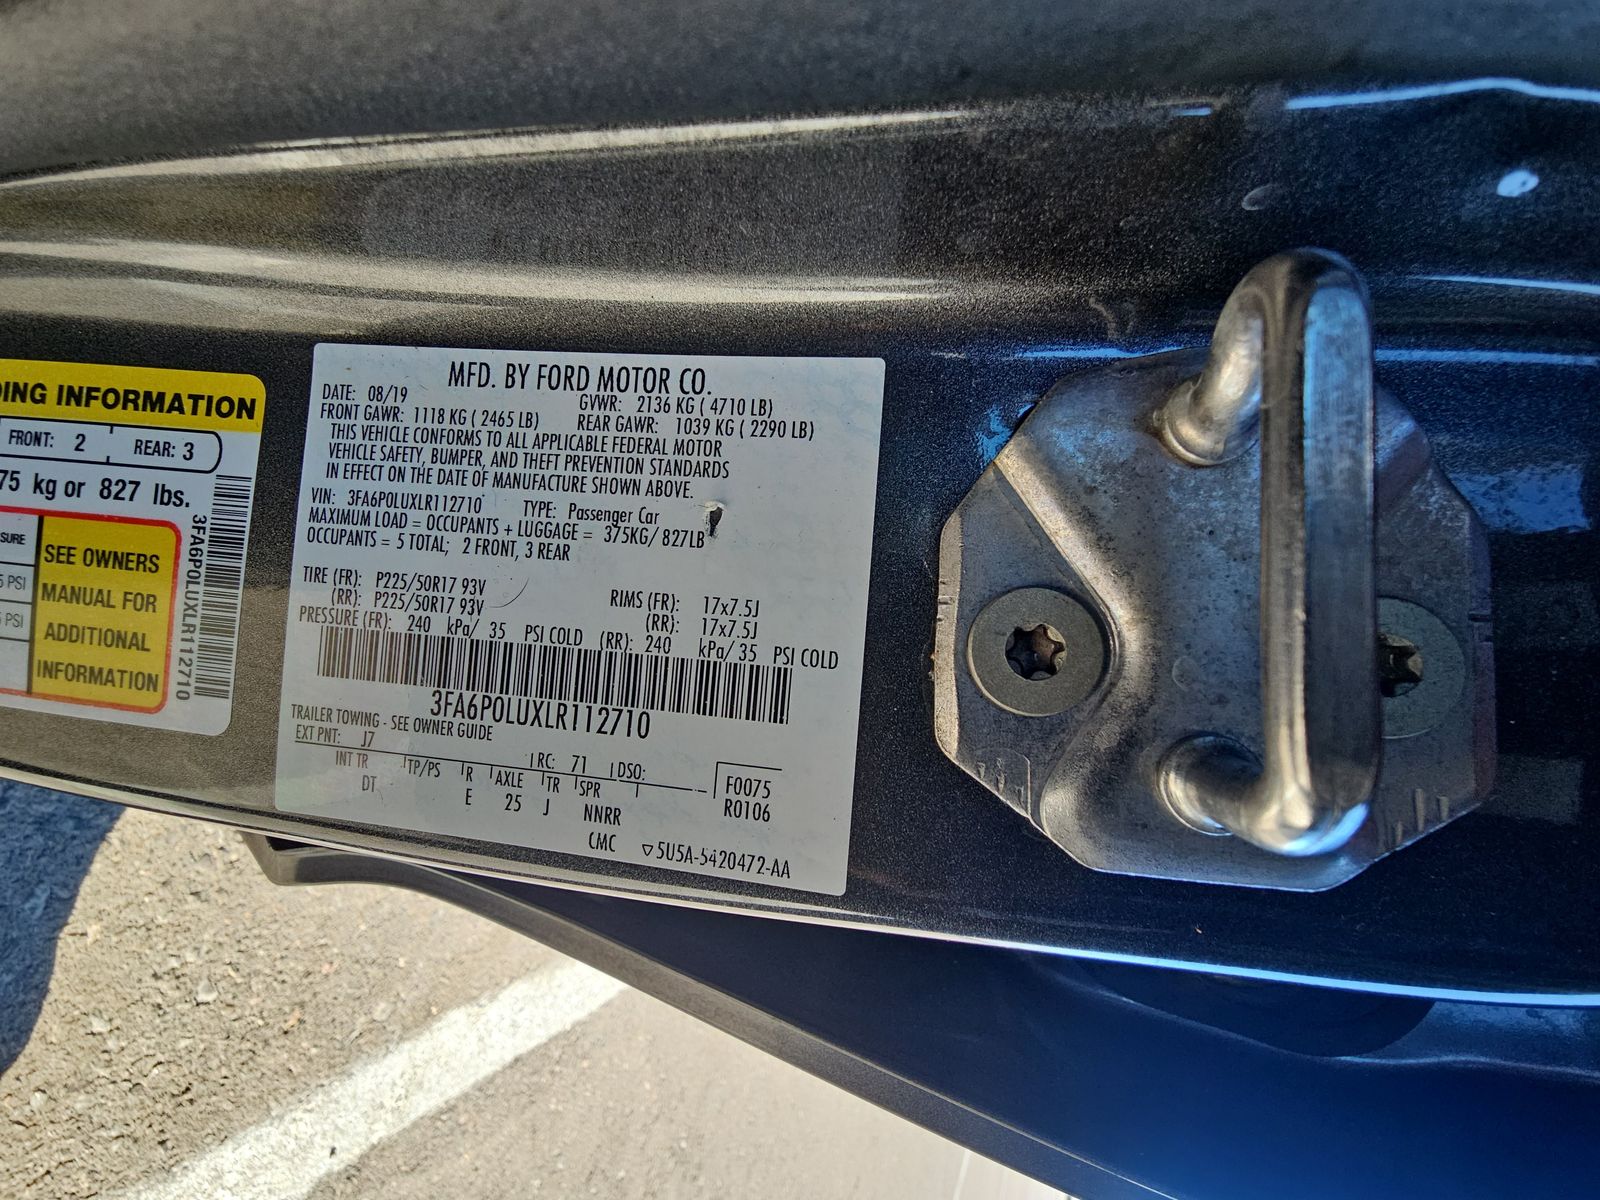 DING INFORMATION
FRONT: 2 REAR: 3
75 kg or 827 lbs.
SURE
PSI
PSI
SEE OWNERS
MANUAL FOR
ADDITIONAL
INFORMATION
3FA6P0LUXLR112710
MFD. BY FORD MOTOR CO.
DATE: 08/19 GVWR: 2136 KG ( 4710 LB)
FRONT GAWR: 1118 KG ( 2465 LB) REAR GAWR: 1039 KG ( 2290 LB)
THIS VEHICLE CONFORMS TO ALL APPLICABLE FEDERAL MOTOR
VEHICLE SAFETY, BUMPER, AND THEFT PREVENTION STANDARDS
IN EFFECT ON THE DATE OF MANUFACTURE SHOWN ABOVE.
VIN: 3FA6P0LUXLR112710 TYPE: Passenger Car
MAXIMUM LOAD = OCCUPANTS + LUGGAGE = 375KG/ 827LB
OCCUPANTS = 5 TOTAL; 2 FRONT, 3 REAR
TIRE (FR): P225/50R17 93V RIMS (FR): 17x7.5J
(RR): P225/50R17 93V (RR): 17x7.5J
PRESSURE (FR): 240 kPa/ 35 PSI COLD (RR): 240 kPa/ 35 PSI COLD
3FA6P0LUXLR112710
TRAILER TOWING - SEE OWNER GUIDE
EXT PNT: J7 RC: 71 DSO:
INT TR TP/PS R AXLE TR SPR F0075
DT E 25 J NNRR R0106
CMC ▽5U5A-5420472-AA